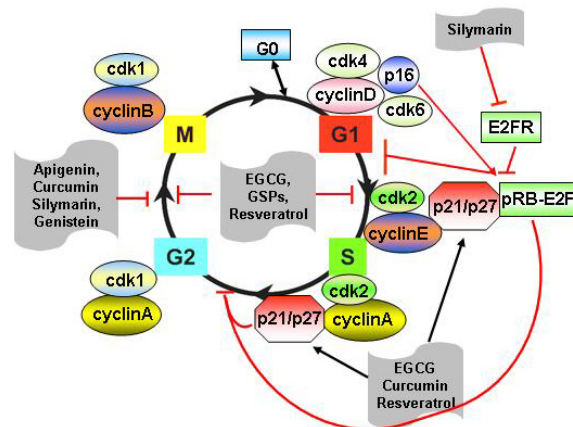 Silymarin
G0
cdk4
p16
cdk1
cyclinD
cdk6
cyclinB
M
G1
E2FR
Apigenin,
Curcumin
Silymarin,
Genistein
EGCG,
GSPs,
Resveratrol
cdk2
p21/p27
pRB-E2F
cyclinE
G2
S
cdk1
cdk2
cyclinA
p21/p27
cyclinA
EGCG
Curcumin
Resveratrol